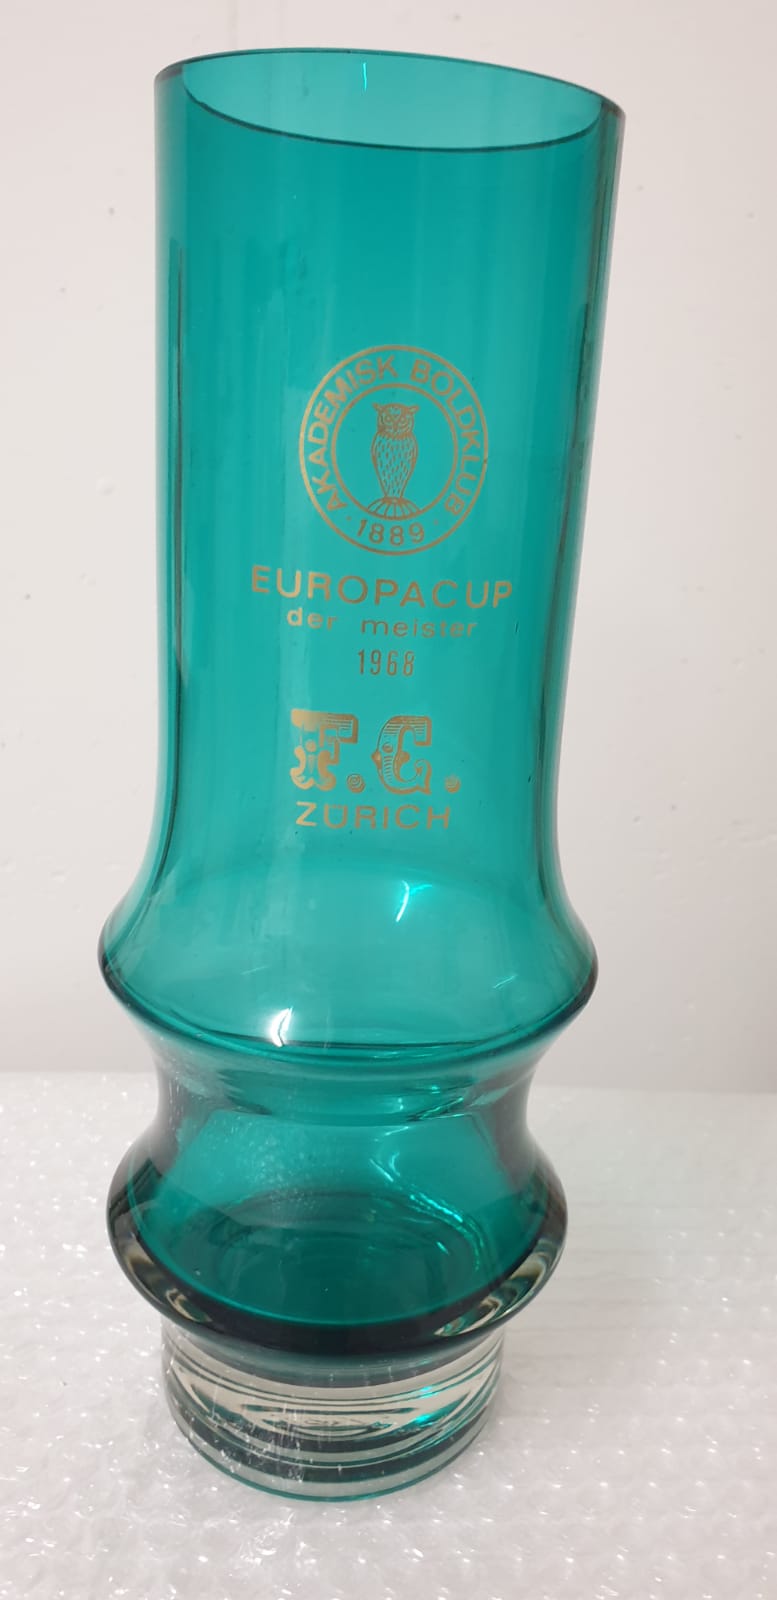 AKADEMISK BOLDKLUB
· 1889 ·
EUROPACUP
der meister
1968
F.C.
ZÜRICH